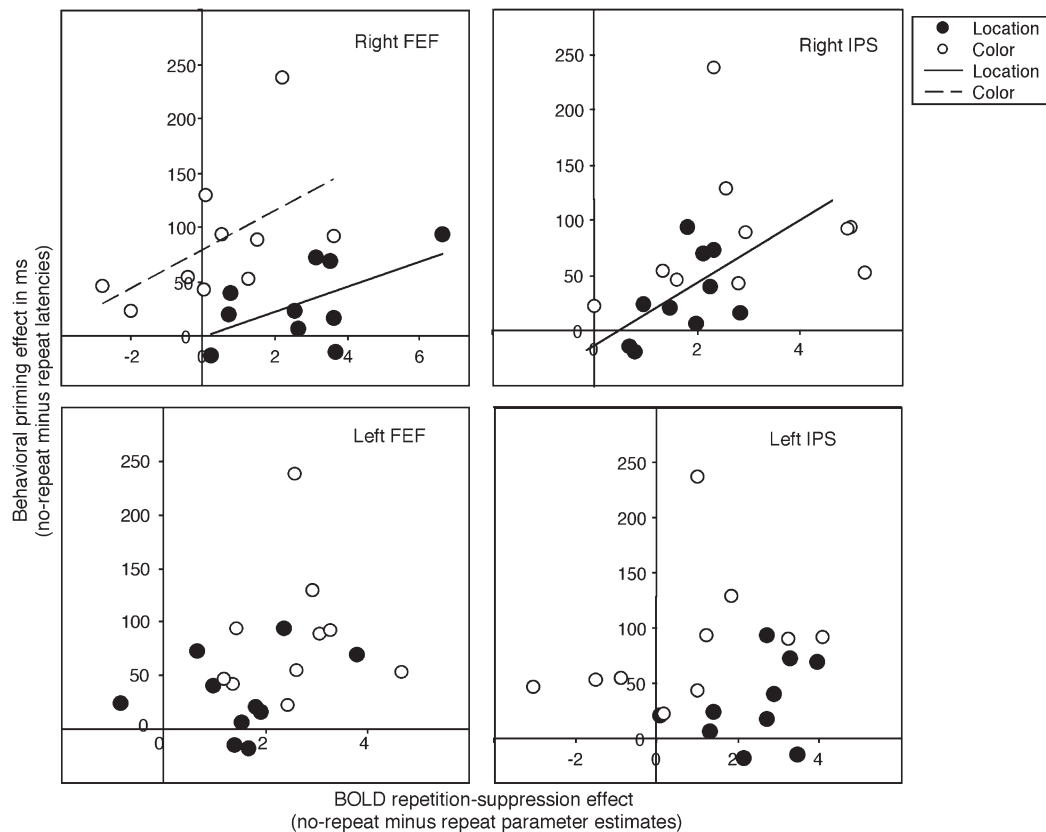 Behavioral priming effect in ms
(no-repeat minus repeat latencies)
Right FEF
250
200
150
100
50
0
-2 0 2 4 6
Right IPS
250
200
150
100
50
0
0 2 4
Location
Color
Location
Color
Left FEF
250
200
150
100
50
0
0 2 4
Left IPS
250
200
150
100
50
0
-2 0 2 4
BOLD repetition-suppression effect
(no-repeat minus repeat parameter estimates)